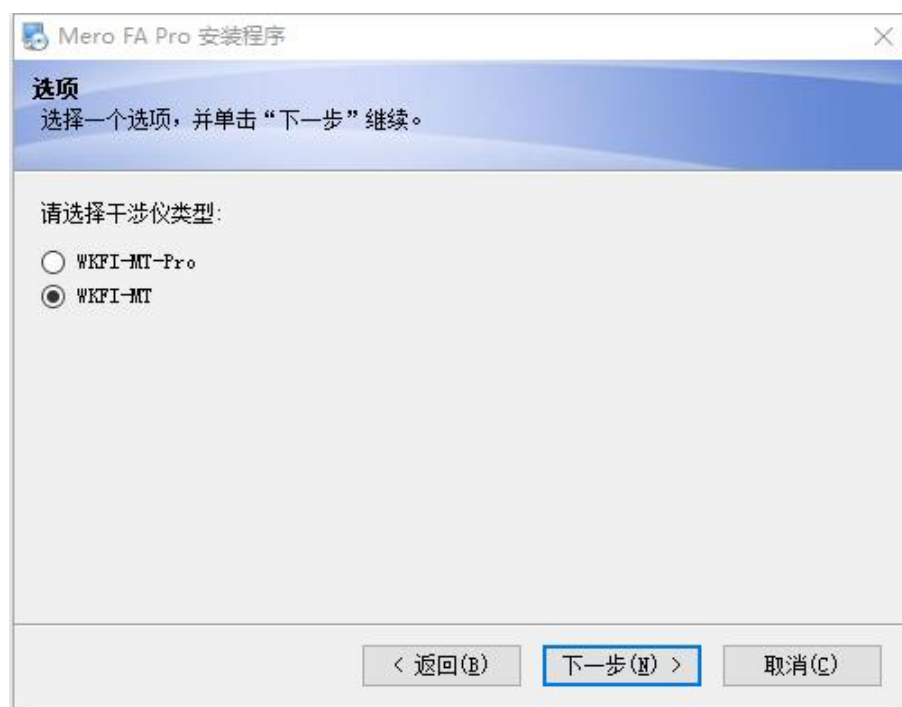 Mero FA Pro 安装程序
选项
选择一个选项，并单击“下一步”继续。
请选择干涉仪类型:
WKFI-MT-Pro
WKFI-MT
< 返回(B)
下一步(N) >
取消(C)